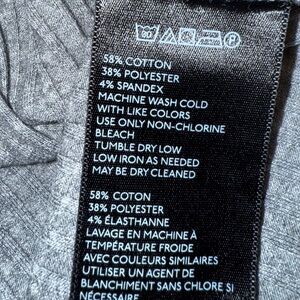 58% COTTON
38% POLYESTER
4% SPANDEX
MACHINE WASH COLD
WITH LIKE COLORS
USE ONLY NON-CHLORINE
BLEACH
TUMBLE DRY LOW
LOW IRON AS NEEDED
MAY BE DRY CLEANED
58% COTON
38% POLYESTER
4% ÉLASTHANNE
LAVAGE EN MACHINE À
TEMPÉRATURE FROIDE
AVEC COULEURS SIMILAIRES
UTILISER UN AGENT DE
BLANCHIMENT SANS CHLORE SI
NÉCESSAIRE